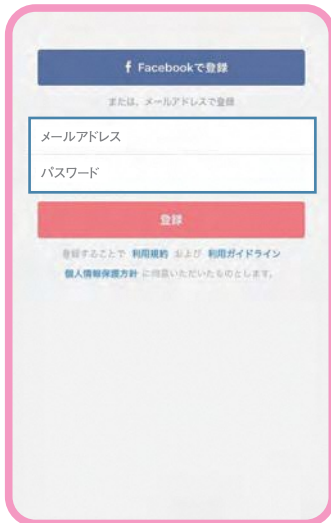 f Facebookで登録
または、メールアドレスで登録
メールアドレス
パスワード
登録
登録することで 利用規約 および 利用ガイドライン
個人情報保護方針 に同意いただいたものとします。